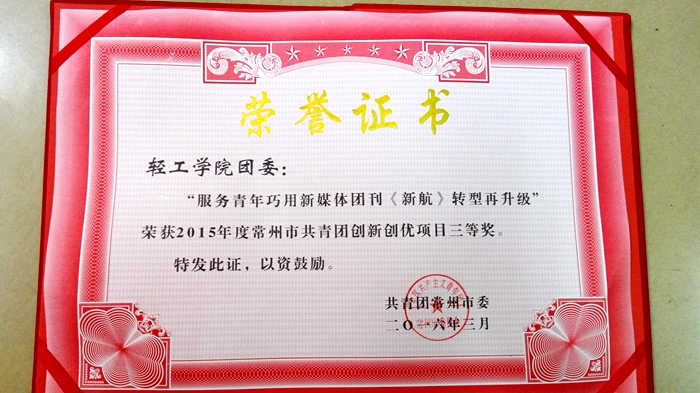 荣誉证书
轻工学院团委：
“服务青年巧用新媒体团刊《新航》转型再升级”
荣获2015年度常州市共青团创新创优项目三等奖。
特发此证，以资鼓励。
共青团常州市委
二〇一六年三月